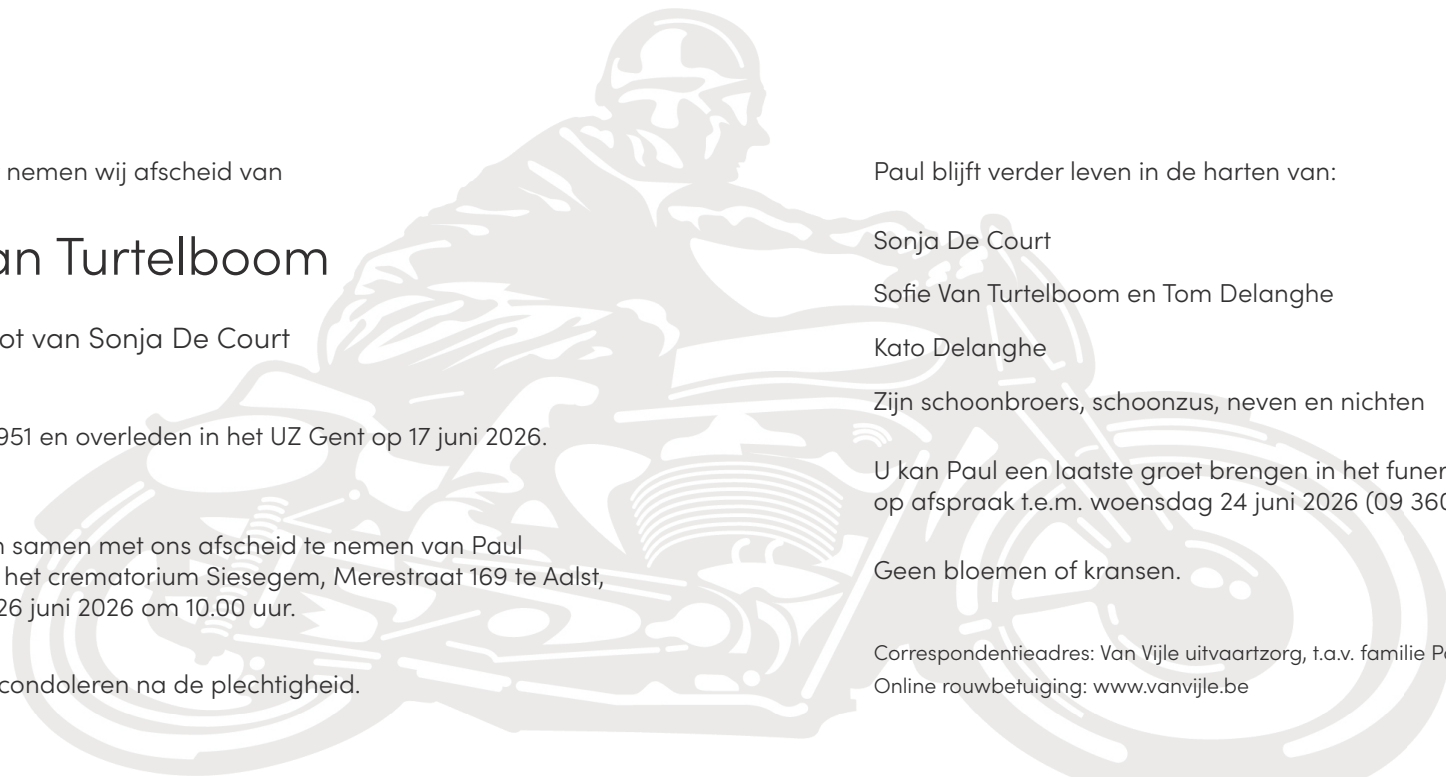 nemen wij afscheid van
an Turtelboom
ot van Sonja De Court
951 en overleden in het UZ Gent op 17 juni 2026.
samen met ons afscheid te nemen van Paul
het crematorium Siesegem, Merestraat 169 te Aalst,
26 juni 2026 om 10.00 uur.
condoleren na de plechtigheid.
Paul blijft verder leven in de harten van:
Sonja De Court
Sofie Van Turtelboom en Tom Delanghe
Kato Delanghe
Zijn schoonbroers, schoonzus, neven en nichten
U kan Paul een laatste groet brengen in het funer
op afspraak t.e.m. woensdag 24 juni 2026 (09 360
Geen bloemen of kransen.
Correspondentieadres: Van Vijle uitvaartzorg, t.a.v. familie
Online rouwbetuiging: www.vanvijle.be